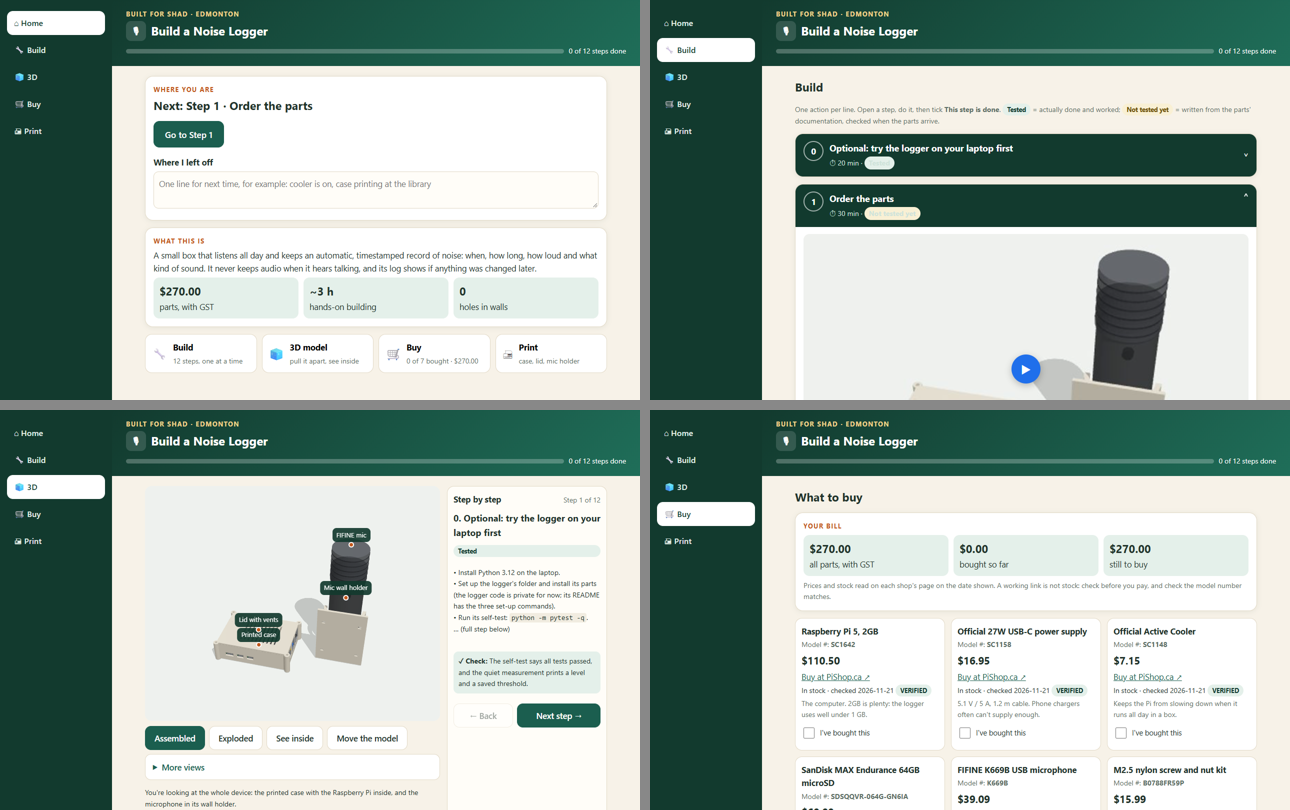 Home
Build
3D
Buy
Print
BUILT FOR SHAD · EDMONTON
Build a Noise Logger
0 of 12 steps done
WHERE YOU ARE
Next: Step 1 · Order the parts
Go to Step 1
Where I left off
One line for next time, for example: cooler is on, case printing at the library
WHAT THIS IS
A small box that listens all day and keeps an automatic, timestamped record of noise: when, how long, how loud and what
kind of sound. It never keeps audio when it hears talking, and its log shows if anything was changed later.
$270.00
parts, with GST
~3 h
hands-on building
0
holes in walls
Build
12 steps, one at a time
3D model
pull it apart, see inside
Buy
0 of 7 bought · $270.00
Print
case, lid, mic holder
Home
Build
3D
Buy
Print
BUILT FOR SHAD · EDMONTON
Build a Noise Logger
0 of 12 steps done
Build
One action per line. Open a step, do it, then tick This step is done. Tested = actually done and worked; Not tested yet = written from the parts'
documentation, checked when the parts arrive.
0
Optional: try the logger on your laptop first
20 min · Tested
1
Order the parts
30 min · Not tested yet
Home
Build
3D
Buy
Print
BUILT FOR SHAD · EDMONTON
Build a Noise Logger
0 of 12 steps done
FIFINE mic
Mic wall holder
Lid with vents
Printed case
Assembled
Exploded
See inside
Move the model
▶ More views
You're looking at the whole device: the printed case with the Raspberry Pi inside, and the
microphone in its wall holder.
Step by step
Step 1 of 12
0. Optional: try the logger on your
laptop first
Tested
• Install Python 3.12 on the laptop.
• Set up the logger's folder and install its parts
(the logger code is private for now: its README
has the three set-up commands).
• Run its self-test: python -m pytest -q.
... (full step below)
✓ Check: The self-test says all tests passed,
and the quiet measurement prints a level
and a saved threshold.
← Back
Next step →
Home
Build
3D
Buy
Print
BUILT FOR SHAD · EDMONTON
Build a Noise Logger
0 of 12 steps done
What to buy
YOUR BILL
$270.00
all parts, with GST
$0.00
bought so far
$270.00
still to buy
Prices and stock read on each shop's page on the date shown. A working link is not stock: check before you pay, and check the model number
matches.
Raspberry Pi 5, 2GB
Model #: SC1642
$110.50
Buy at PiShop.ca ↗
In stock · checked 2026-11-21 VERIFIED
The computer. 2GB is plenty: the logger
uses well under 1 GB.
I've bought this
Official 27W USB-C power supply
Model #: SC1158
$16.95
Buy at PiShop.ca ↗
In stock · checked 2026-11-21 VERIFIED
5.1 V / 5 A, 1.2 m cable. Phone chargers
often can't supply enough.
I've bought this
Official Active Cooler
Model #: SC1148
$7.15
Buy at PiShop.ca ↗
In stock · checked 2026-11-21 VERIFIED
Keeps the Pi from slowing down when it
runs all day in a box.
I've bought this
SanDisk MAX Endurance 64GB
microSD
Model #: SDSQQVR-064G-GN6IA
FIFINE K669B USB microphone
Model #: K669B
$39.09
M2.5 nylon screw and nut kit
Model #: B0788FR59P
$15.99